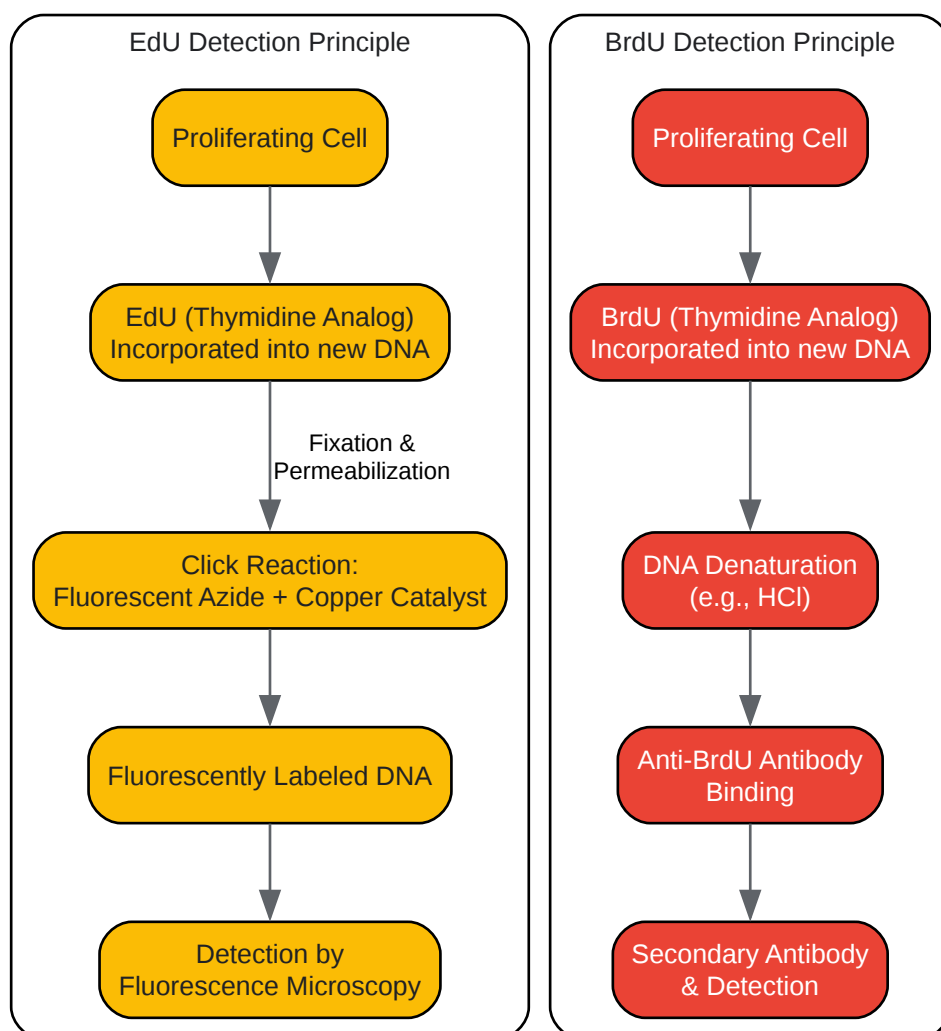 EdU Detection Principle
Proliferating Cell
EdU (Thymidine Analog)
Incorporated into new DNA
Fixation &
Permeabilization
Click Reaction:
Fluorescent Azide + Copper Catalyst
Fluorescently Labeled DNA
Detection by
Fluorescence Microscopy
BrdU Detection Principle
Proliferating Cell
BrdU (Thymidine Analog)
Incorporated into new DNA
DNA Denaturation
(e.g., HCl)
Anti-BrdU Antibody
Binding
Secondary Antibody
& Detection